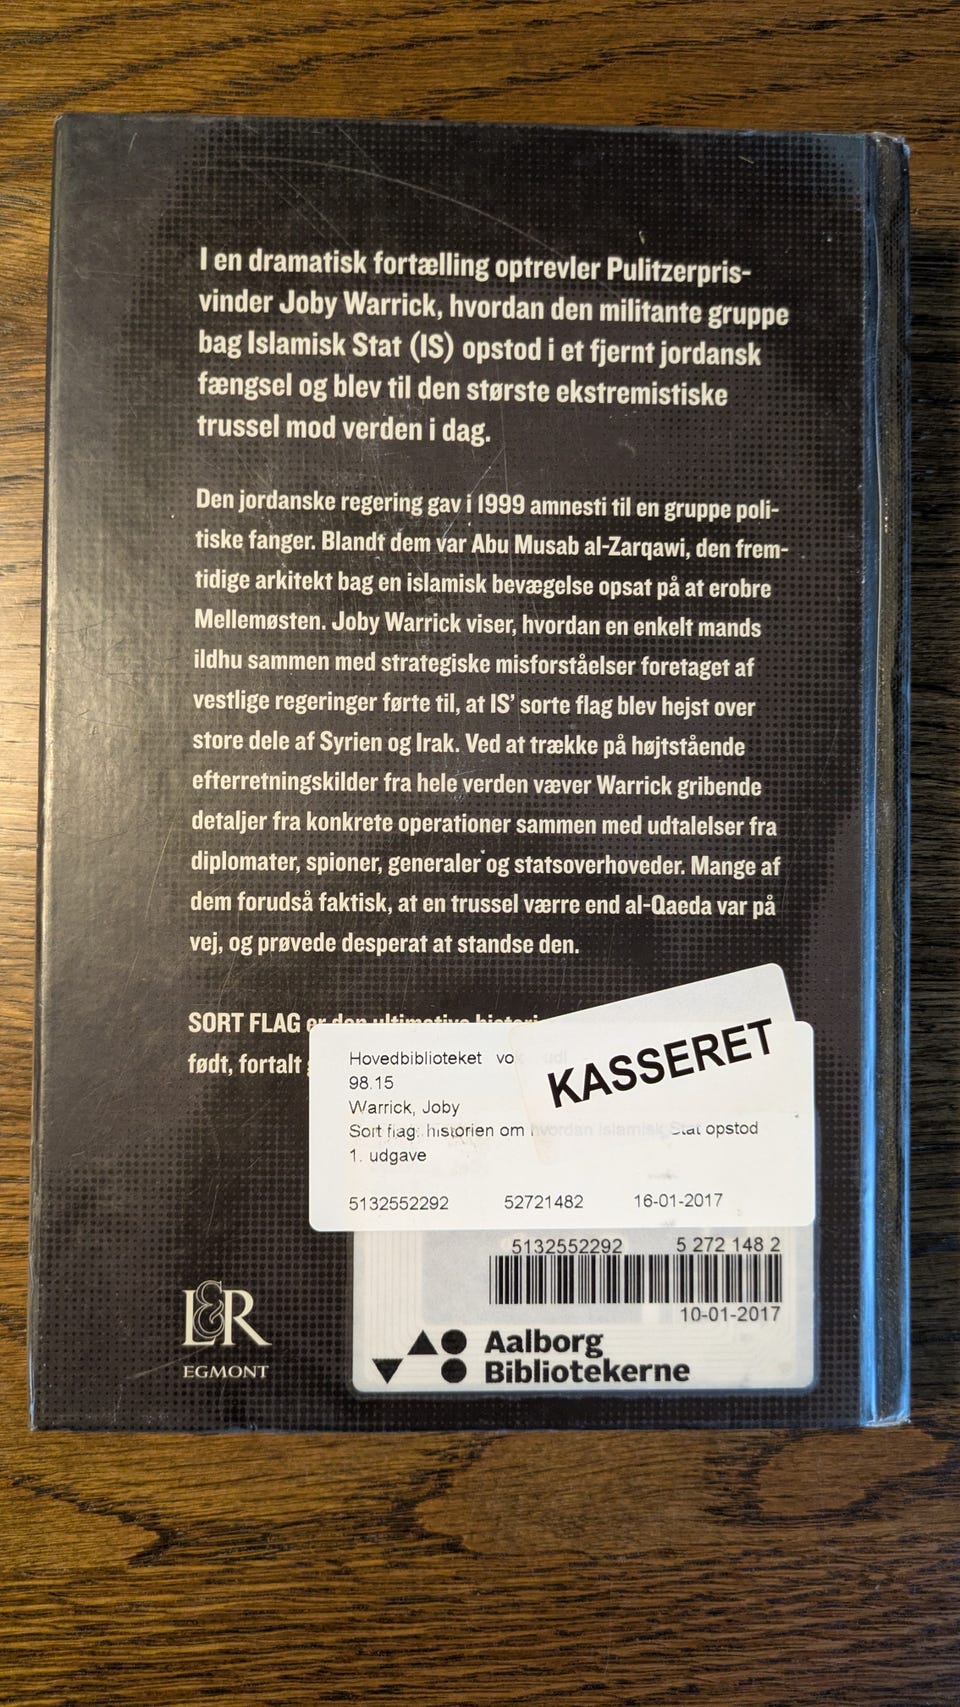 I en dramatisk fortælling optrevler Pulitzerpris-
vinder Joby Warrick, hvordan den militante gruppe
bag Islamisk Stat (IS) opstod i et fjernt jordansk
fængsel og blev til den største ekstremistiske
trussel mod verden i dag.
Den jordanske regering gav i 1999 amnesti til en gruppe poli-
tiske fanger. Blandt dem var Abu Musab al-Zarqawi, den frem-
tidige arkitekt bag en islamisk bevægelse opsat på at erobre
Mellemøsten. Joby Warrick viser, hvordan en enkelt mands
ildhu sammen med strategiske misforståelser foretaget af
vestlige regeringer førte til, at IS' sorte flag blev hejst over
store dele af Syrien og Irak. Ved at trække på højtstående
efterretningskilder fra hele verden væver Warrick gribende
detaljer fra konkrete operationer sammen med udtalelser fra
diplomater, spioner, generaler og statsoverhoveder. Mange af
dem forudså faktisk, at en trussel værre end al-Qaeda var på
vej, og prøvede desperat at standse den.
SORT FLAG er den ultimative
født, fortalt
KASSERET
Hovedbiblioteket vo
98.15
Warrick, Joby
Sort flag: historien om hvordan Islamisk Stat opstod
1. udgave
5132552292 52721482 16-01-2017
5132552292 5 272 148 2
10-01-2017
Aalborg
Bibliotekerne
L&R
EGMONT